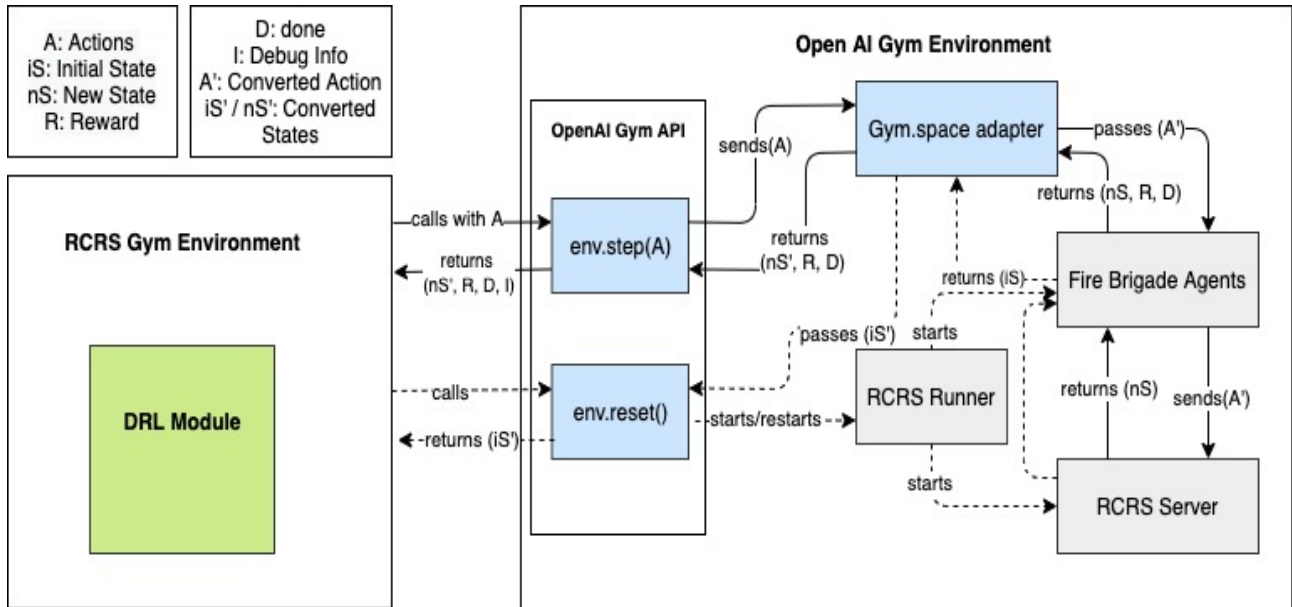 A: Actions
iS: Initial State
nS: New State
R: Reward
D: done
I: Debug Info
A': Converted Action
iS' / nS': Converted
States
RCRS Gym Environment
DRL Module
Open AI Gym Environment
OpenAI Gym API
env.step(A)
env.reset()
Gym.space adapter
Fire Brigade Agents
RCRS Runner
RCRS Server
calls with A
returns
(nS', R, D, I)
calls
returns (iS')
sends(A)
returns
(nS', R, D)
passes (A')
returns (nS, R, D)
returns (iS)
passes (iS')
starts
starts/restarts
starts
returns (nS)
sends(A')